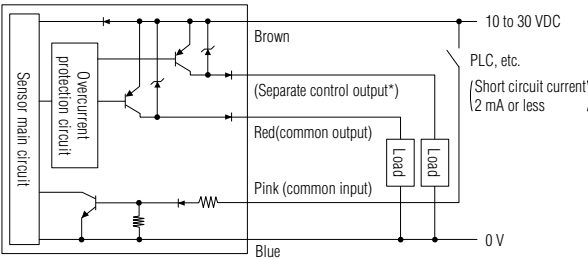 10 to 30 VDC
Brown
PLC, etc.
(Short circuit current*
2 mA or less)
(Separate control output*)
Red(common output)
Pink (common input)
Blue
0 V
Sensor main circuit
Overcurrent
protection circuit
Load
Load